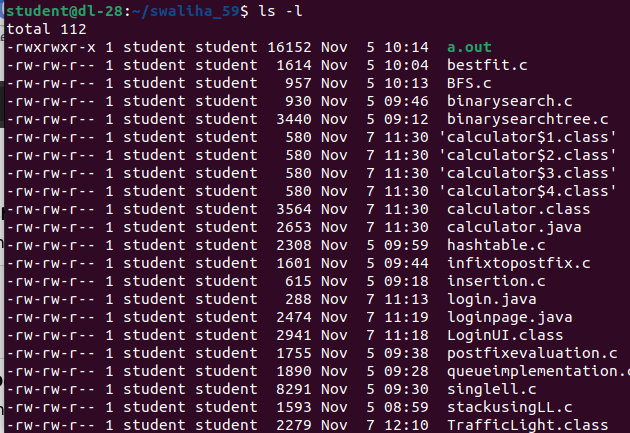 student@dl-28:~/swaliha_59$ ls -l
total 112
-rwxrwxr-x 1 student student 16152 Nov  5 10:14  a.out
-rw-rw-r-- 1 student student  1614 Nov  5 10:04  bestfit.c
-rw-rw-r-- 1 student student   957 Nov  5 10:13  BFS.c
-rw-rw-r-- 1 student student   930 Nov  5 09:46  binarysearch.c
-rw-rw-r-- 1 student student  3440 Nov  5 09:12  binarysearchtree.c
-rw-rw-r-- 1 student student   580 Nov  7 11:30 'calculator$1.class'
-rw-rw-r-- 1 student student   580 Nov  7 11:30 'calculator$2.class'
-rw-rw-r-- 1 student student   580 Nov  7 11:30 'calculator$3.class'
-rw-rw-r-- 1 student student   580 Nov  7 11:30 'calculator$4.class'
-rw-rw-r-- 1 student student  3564 Nov  7 11:30  calculator.class
-rw-rw-r-- 1 student student  2653 Nov  7 11:30  calculator.java
-rw-rw-r-- 1 student student  2308 Nov  5 09:59  hashtable.c
-rw-rw-r-- 1 student student  1601 Nov  5 09:44  infixtopostfix.c
-rw-rw-r-- 1 student student   615 Nov  5 09:18  insertion.c
-rw-rw-r-- 1 student student   288 Nov  7 11:13  login.java
-rw-rw-r-- 1 student student  2474 Nov  7 11:19  loginpage.java
-rw-rw-r-- 1 student student  2941 Nov  7 11:18  LoginUI.class
-rw-rw-r-- 1 student student  1755 Nov  5 09:38  postfixevaluation.c
-rw-rw-r-- 1 student student  1890 Nov  5 09:28  queueimplementation.c
-rw-rw-r-- 1 student student  8291 Nov  5 09:30  singlell.c
-rw-rw-r-- 1 student student  1593 Nov  5 08:59  stackusingLL.c
-rw-rw-r-- 1 student student  2279 Nov  7 12:10  TrafficLight.class